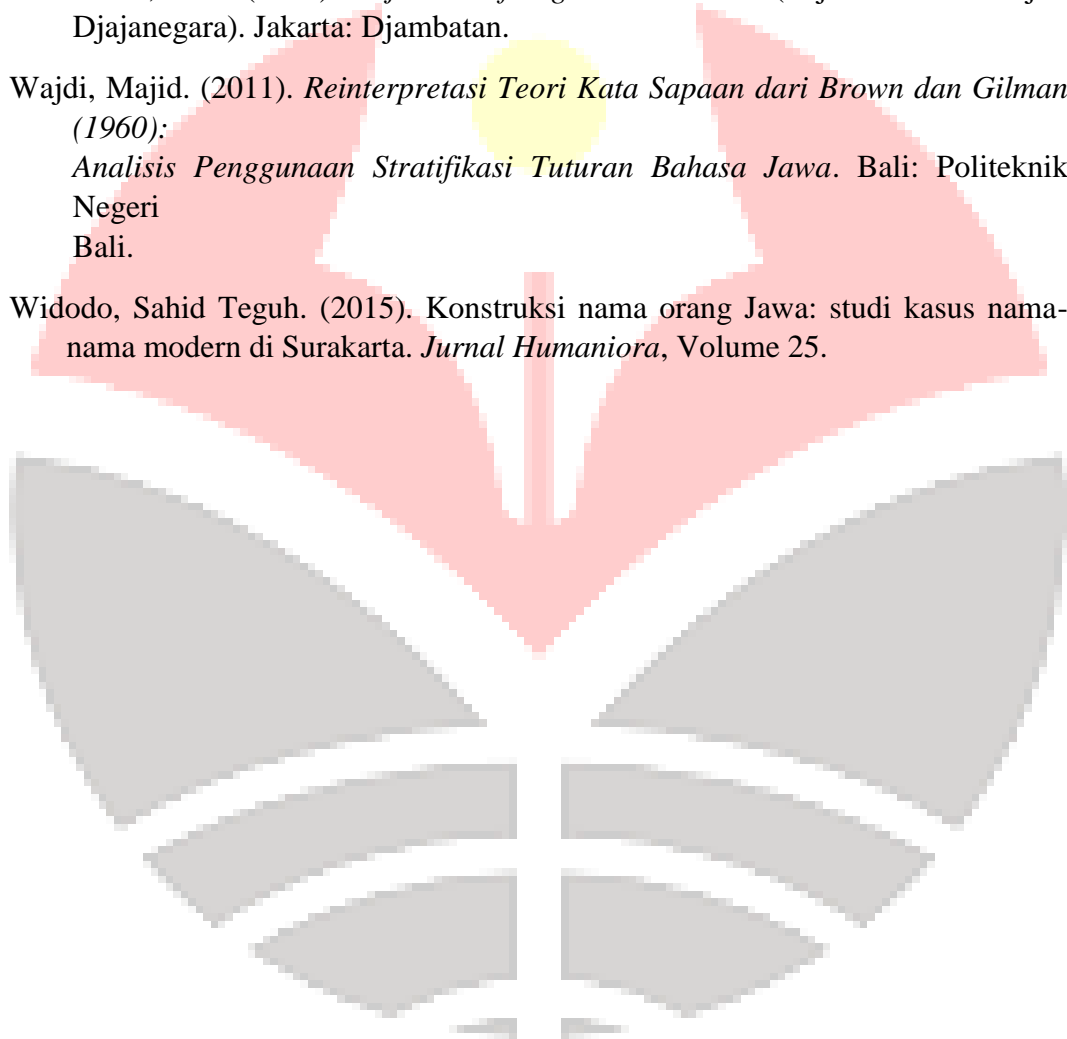 Djajanegara). Jakarta: Djambatan.
Wajdi, Majid. (2011). Reinterpretasi Teori Kata Sapaan dari Brown dan Gilman
(1960):
Analisis Penggunaan Stratifikasi Tuturan Bahasa Jawa. Bali: Politeknik
Negeri
Bali.
Widodo, Sahid Teguh. (2015). Konstruksi nama orang Jawa: studi kasus nama-
nama modern di Surakarta. Jurnal Humaniora, Volume 25.